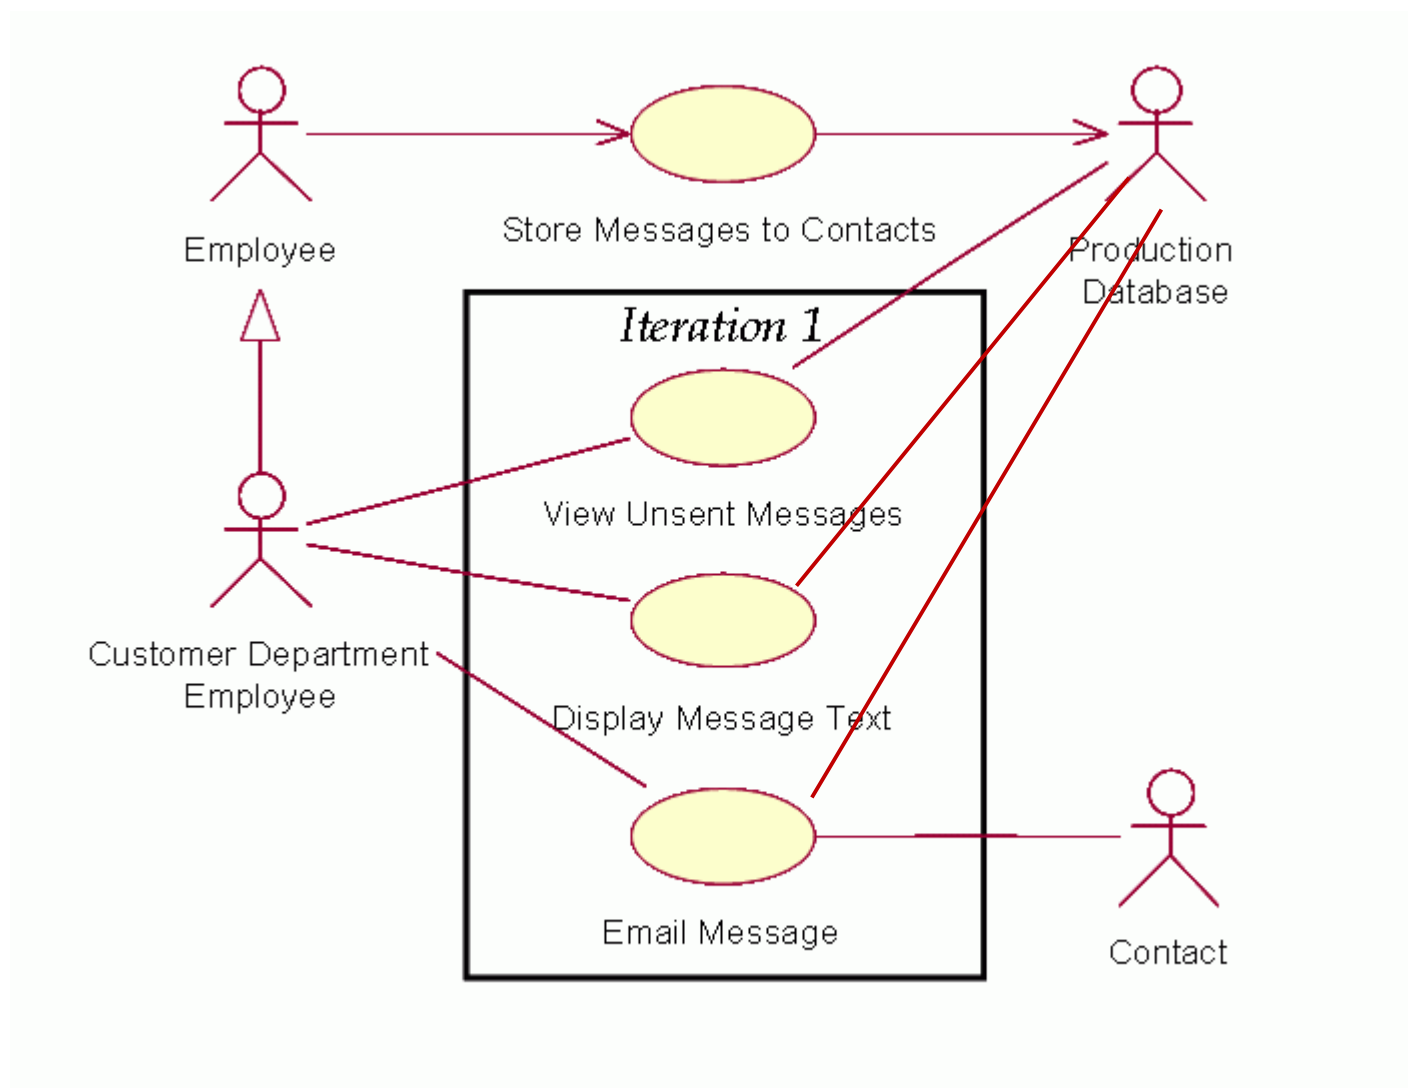 Employee
Store Messages to Contacts
Production
Database
Iteration 1
View Unsent Messages
Customer Department
Employee
Display Message Text
Email Message
Contact